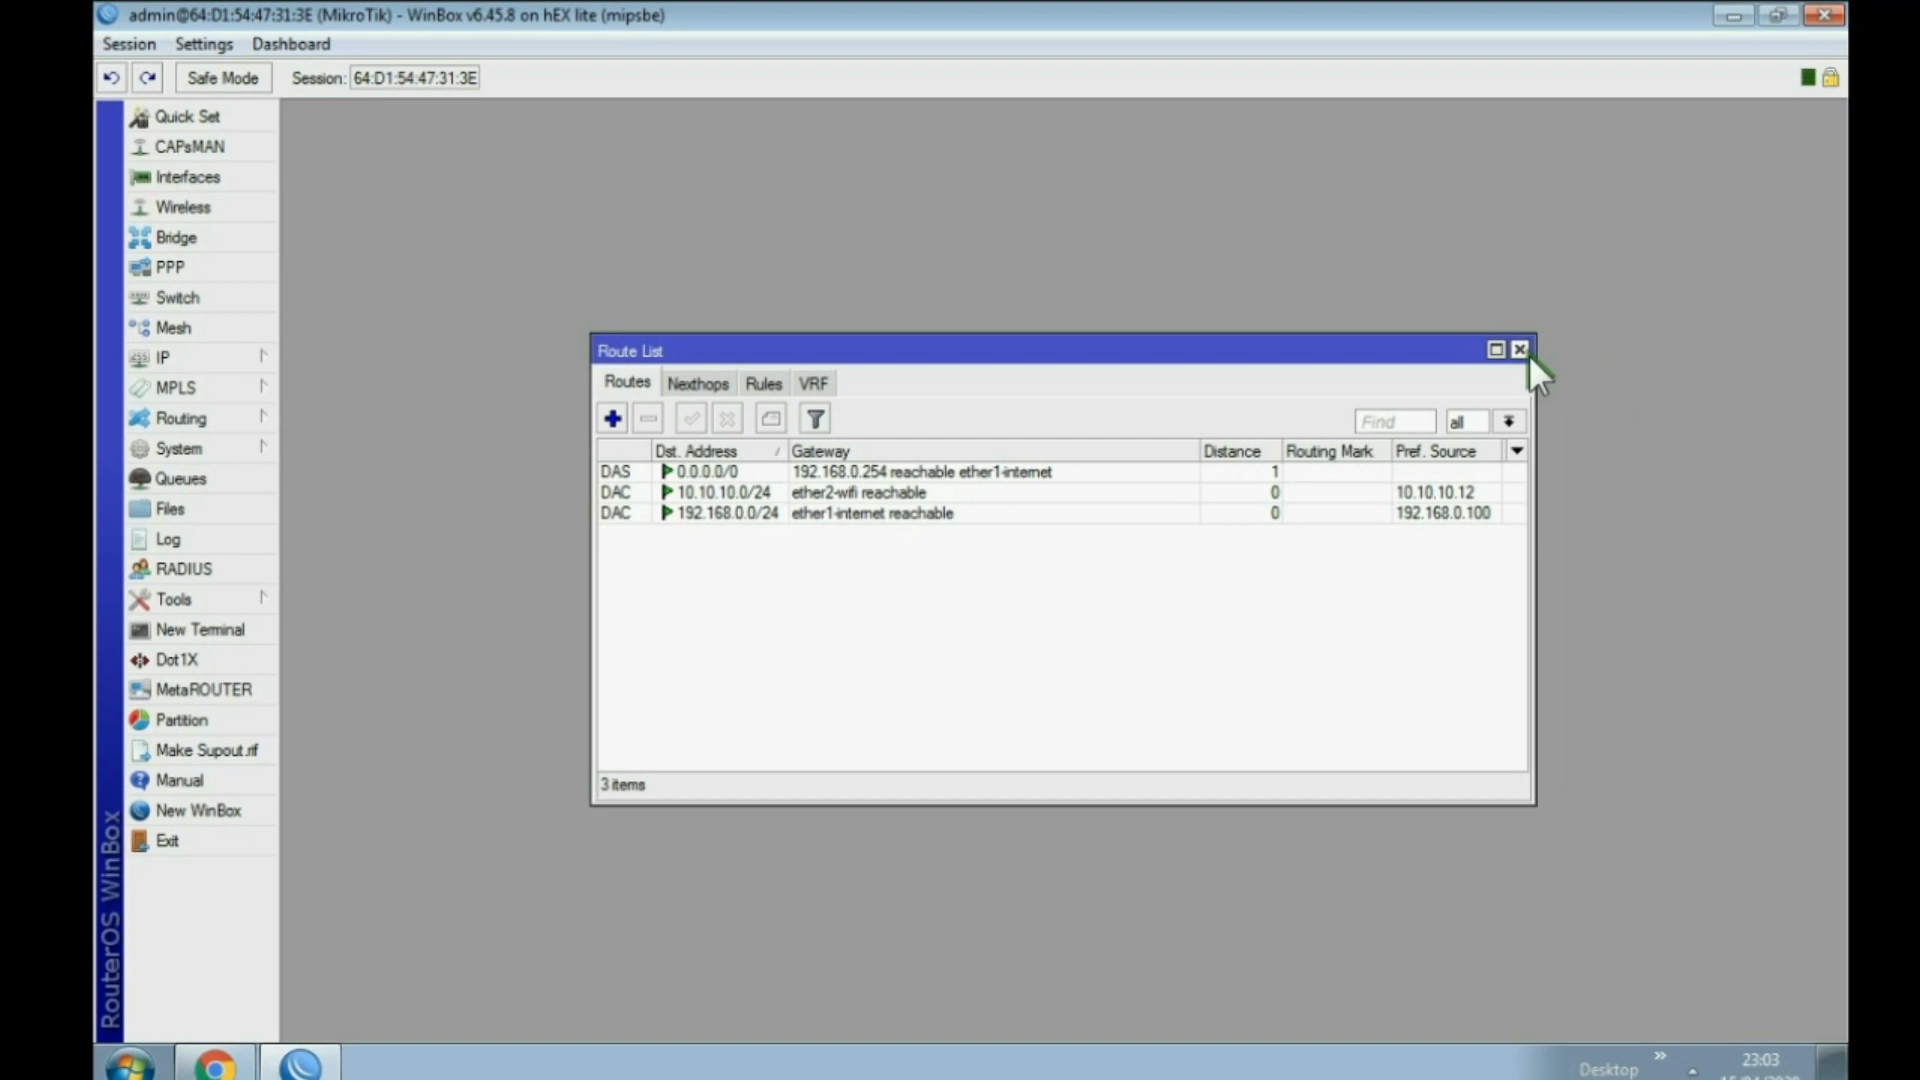 admin@64:D1:54:47:31:3E (MikroTik) - WinBox v6.45.8 on hEX lite (mipsbe)
Session Settings Dashboard
Safe Mode Session: 64:D1:54:47:31:3E
Quick Set
CAPsMAN
Interfaces
Wireless
Bridge
PPP
Switch
Mesh
IP
MPLS
Routing
System
Queues
Files
Log
RADIUS
Tools
New Terminal
Dot1X
MetaROUTER
Partition
Make Supout.rif
Manual
New WinBox
Exit
RouterOS WinBox
Route List
Routes Nexthops Rules VRF
Find all
Dst. Address / Gateway Distance Routing Mark Pref. Source
DAS 0.0.0.0/0 192.168.0.254 reachable ether1-internet 1
DAC 10.10.10.0/24 ether2-wifi reachable 0 10.10.10.12
DAC 192.168.0.0/24 ether1-internet reachable 0 192.168.0.100
3 items
Desktop » 23:03